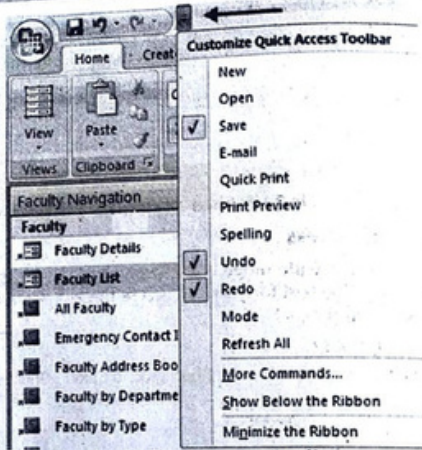 Home
Create
Customize Quick Access Toolbar
New
Open
Save
E-mail
Quick Print
Print Preview
Spelling
Undo
Redo
Mode
Refresh All
More Commands...
Show Below the Ribbon
Minimize the Ribbon
View
Paste
Views
Clipboard
Faculty Navigation
Faculty
Faculty Details
Faculty List
All Faculty
Emergency Contact I
Faculty Address Boo
Faculty by Departme
Faculty by Type